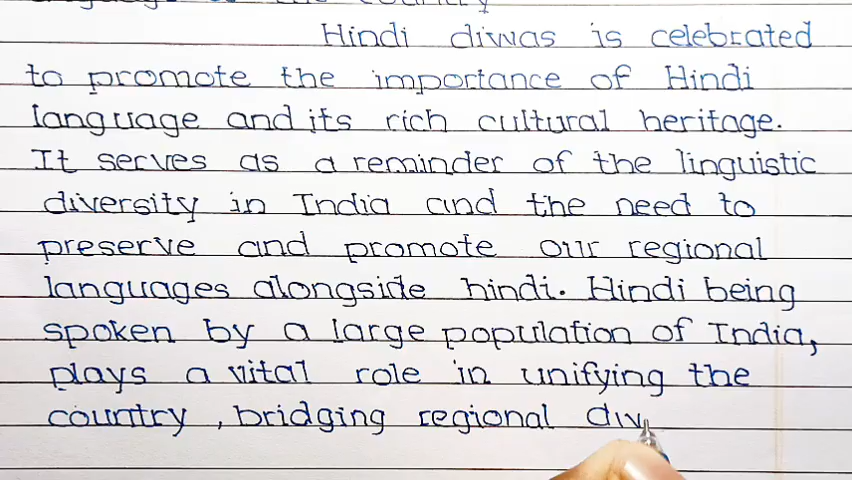 Hindi diwas is celebrated
to promote the importance of Hindi
language and its rich cultural heritage.
It serves as a reminder of the linguistic
diversity in India and the need to
preserve and promote our regional
languages alongside hindi. Hindi being
spoken by a large population of India,
plays a vital role in unifying the
country , bridging regional div